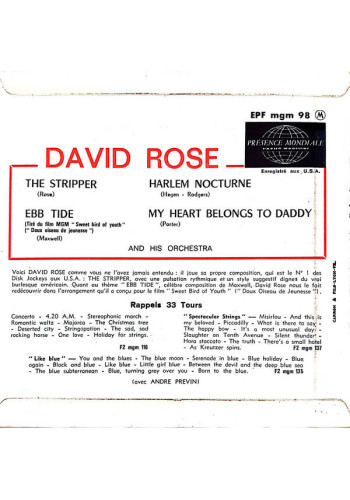 EPF mgm 98 M
PRÉSENCE MONDIALE
Enregistré aux U.S.A.
DAVID ROSE
THE STRIPPER
(Rose)
HARLEM NOCTURNE
(Hagen - Rodgers)
EBB TIDE
(Tiré du film MGM "Sweet bird of youth"
("Doux oiseau de jeunesse")
(Maxwell)
MY HEART BELONGS TO DADDY
(Porter)
AND HIS ORCHESTRA
Voici DAVID ROSE comme vous ne l'avez jamais entendu : il joue sa propre composition, qui est le N° 1 des
Disk Jockeys aux U.S.A. : THE STRIPPER, avec une pulsation rythmique et un style suggestif dignes du vrai
burlesque américain. Quant au thème "EBB TIDE", célèbre composition de Maxwell, David Rose nous le fait
redécouvrir dans l'arrangement qu'il a conçu pour le film "Sweet Bird of Youth" ("Doux Oiseau de Jeunesse").
Rappels 33 Tours
Concerto - 4.20 A.M. - Stereophonic march -
Romantic waltz - Majorca - The Christmas tree
- Deserted city - Stringopation - The sad, sad
rocking horse - One love - Holiday for strings.
F2 mgm 116
"Spectacular Strings" — Misirlou - And this is
my beloved - Piccadilly - What is there to say -
The happy bow - It's a most unusual day -
Slaughter on Tenth Avenue - Silent thunder -
Hora staccato - The truth - There's a small hotel
- As Kreutzer spins.
F2 mgm 137
"Like blue" — You and the blues - The blue moon - Serenade in blue - Blue holiday - Blue
again - Black and blue - Like blue - Little girl blue - Between the devil and the deep blue sea
- The blue subterranean - Blue, turning grey over you - Born to be blue.
F2 mgm 135
(avec ANDRE PREVIN)